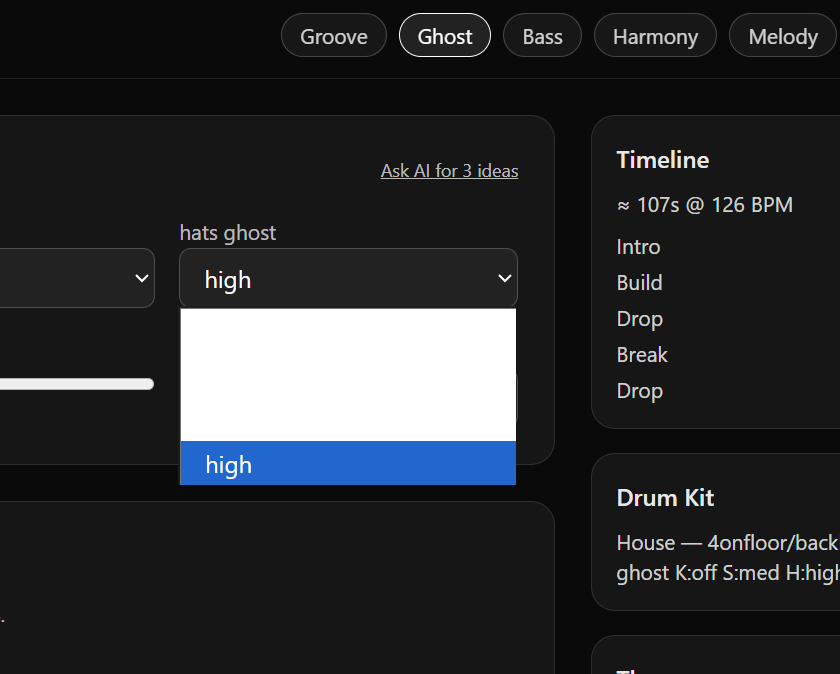 Groove Ghost Bass Harmony Melody
Ask AI for 3 ideas
hats ghost
high
high
Timeline
≈ 107s @ 126 BPM
Intro
Build
Drop
Break
Drop
Drum Kit
House — 4onfloor/back
ghost K:off S:med H:high